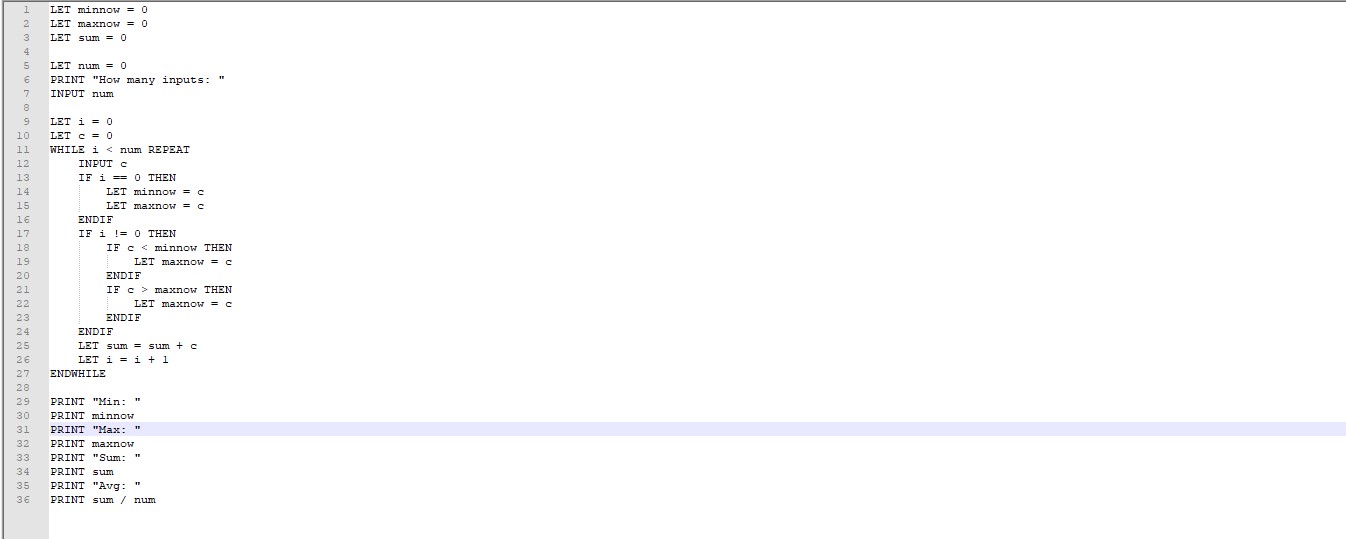 1 LET minnow = 0
2 LET maxnow = 0
3 LET sum = 0
4
5 LET num = 0
6 PRINT "How many inputs: "
7 INPUT num
8
9 LET i = 0
10 LET c = 0
11 WHILE i < num REPEAT
12     INPUT c
13     IF i == 0 THEN
14         LET minnow = c
15         LET maxnow = c
16     ENDIF
17     IF i != 0 THEN
18         IF c < minnow THEN
19             LET maxnow = c
20         ENDIF
21         IF c > maxnow THEN
22             LET maxnow = c
23         ENDIF
24     ENDIF
25     LET sum = sum + c
26     LET i = i + 1
27 ENDWHILE
28
29 PRINT "Min: "
30 PRINT minnow
31 PRINT "Max: "
32 PRINT maxnow
33 PRINT "Sum: "
34 PRINT sum
35 PRINT "Avg: "
36 PRINT sum / num